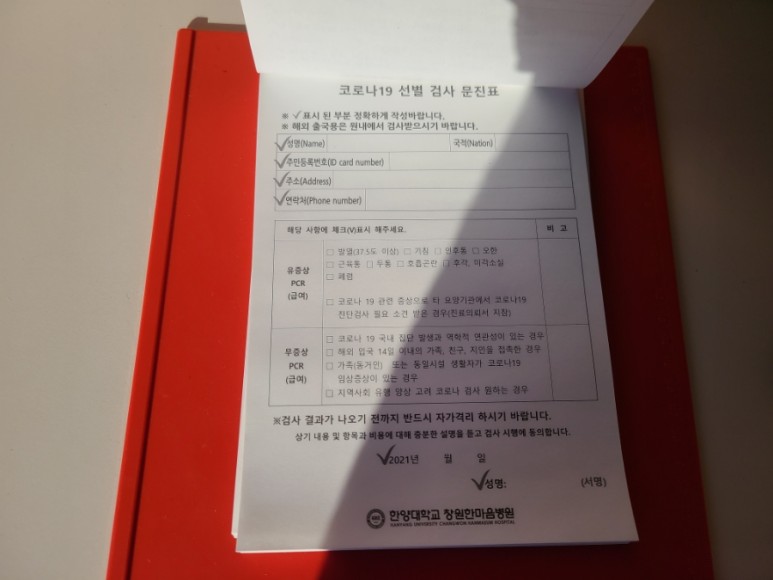 코로나19 선별 검사 문진표
※ ✓표시 된 부분 정확하게 작성바랍니다.
※ 해외 출국용은 원내에서 검사받으시기 바랍니다.
✓성명(Name) 국적(Nation)
✓주민등록번호(ID card number)
✓주소(Address)
✓연락처(Phone number)
해당 사항에 체크(V)표시 해주세요. 비 고
유증상
PCR
(급여)
□ 발열(37.5도 이상) □ 기침 □ 인후통 □ 오한
□ 근육통 □ 두통 □ 호흡곤란 □ 후각, 미각소실
□ 폐렴
□ 코로나 19 관련 증상으로 타 요양기관에서 코로나19
진단검사 필요 소견 받은 경우(진료의뢰서 지참)
무증상
PCR
(급여)
□ 코로나 19 국내 집단 발생과 역학적 연관성이 있는 경우
□ 해외 입국 14일 이내의 가족, 친구, 지인을 접촉한 경우
□ 가족(동거인) 또는 동일시설 생활자가 코로나19
임상증상이 있는 경우
□ 지역사회 유행 양상 고려 코로나 검사 원하는 경우
※검사 결과가 나오기 전까지 반드시 자가격리 하시기 바랍니다.
상기 내용 및 항목과 비용에 대해 충분한 설명을 듣고 검사 시행에 동의합니다.
✓2021년 월 일
✓성명: (서명)
한양대학교 창원한마음병원
HANYANG UNIVERSITY CHANGWON HANMAEUM HOSPITAL